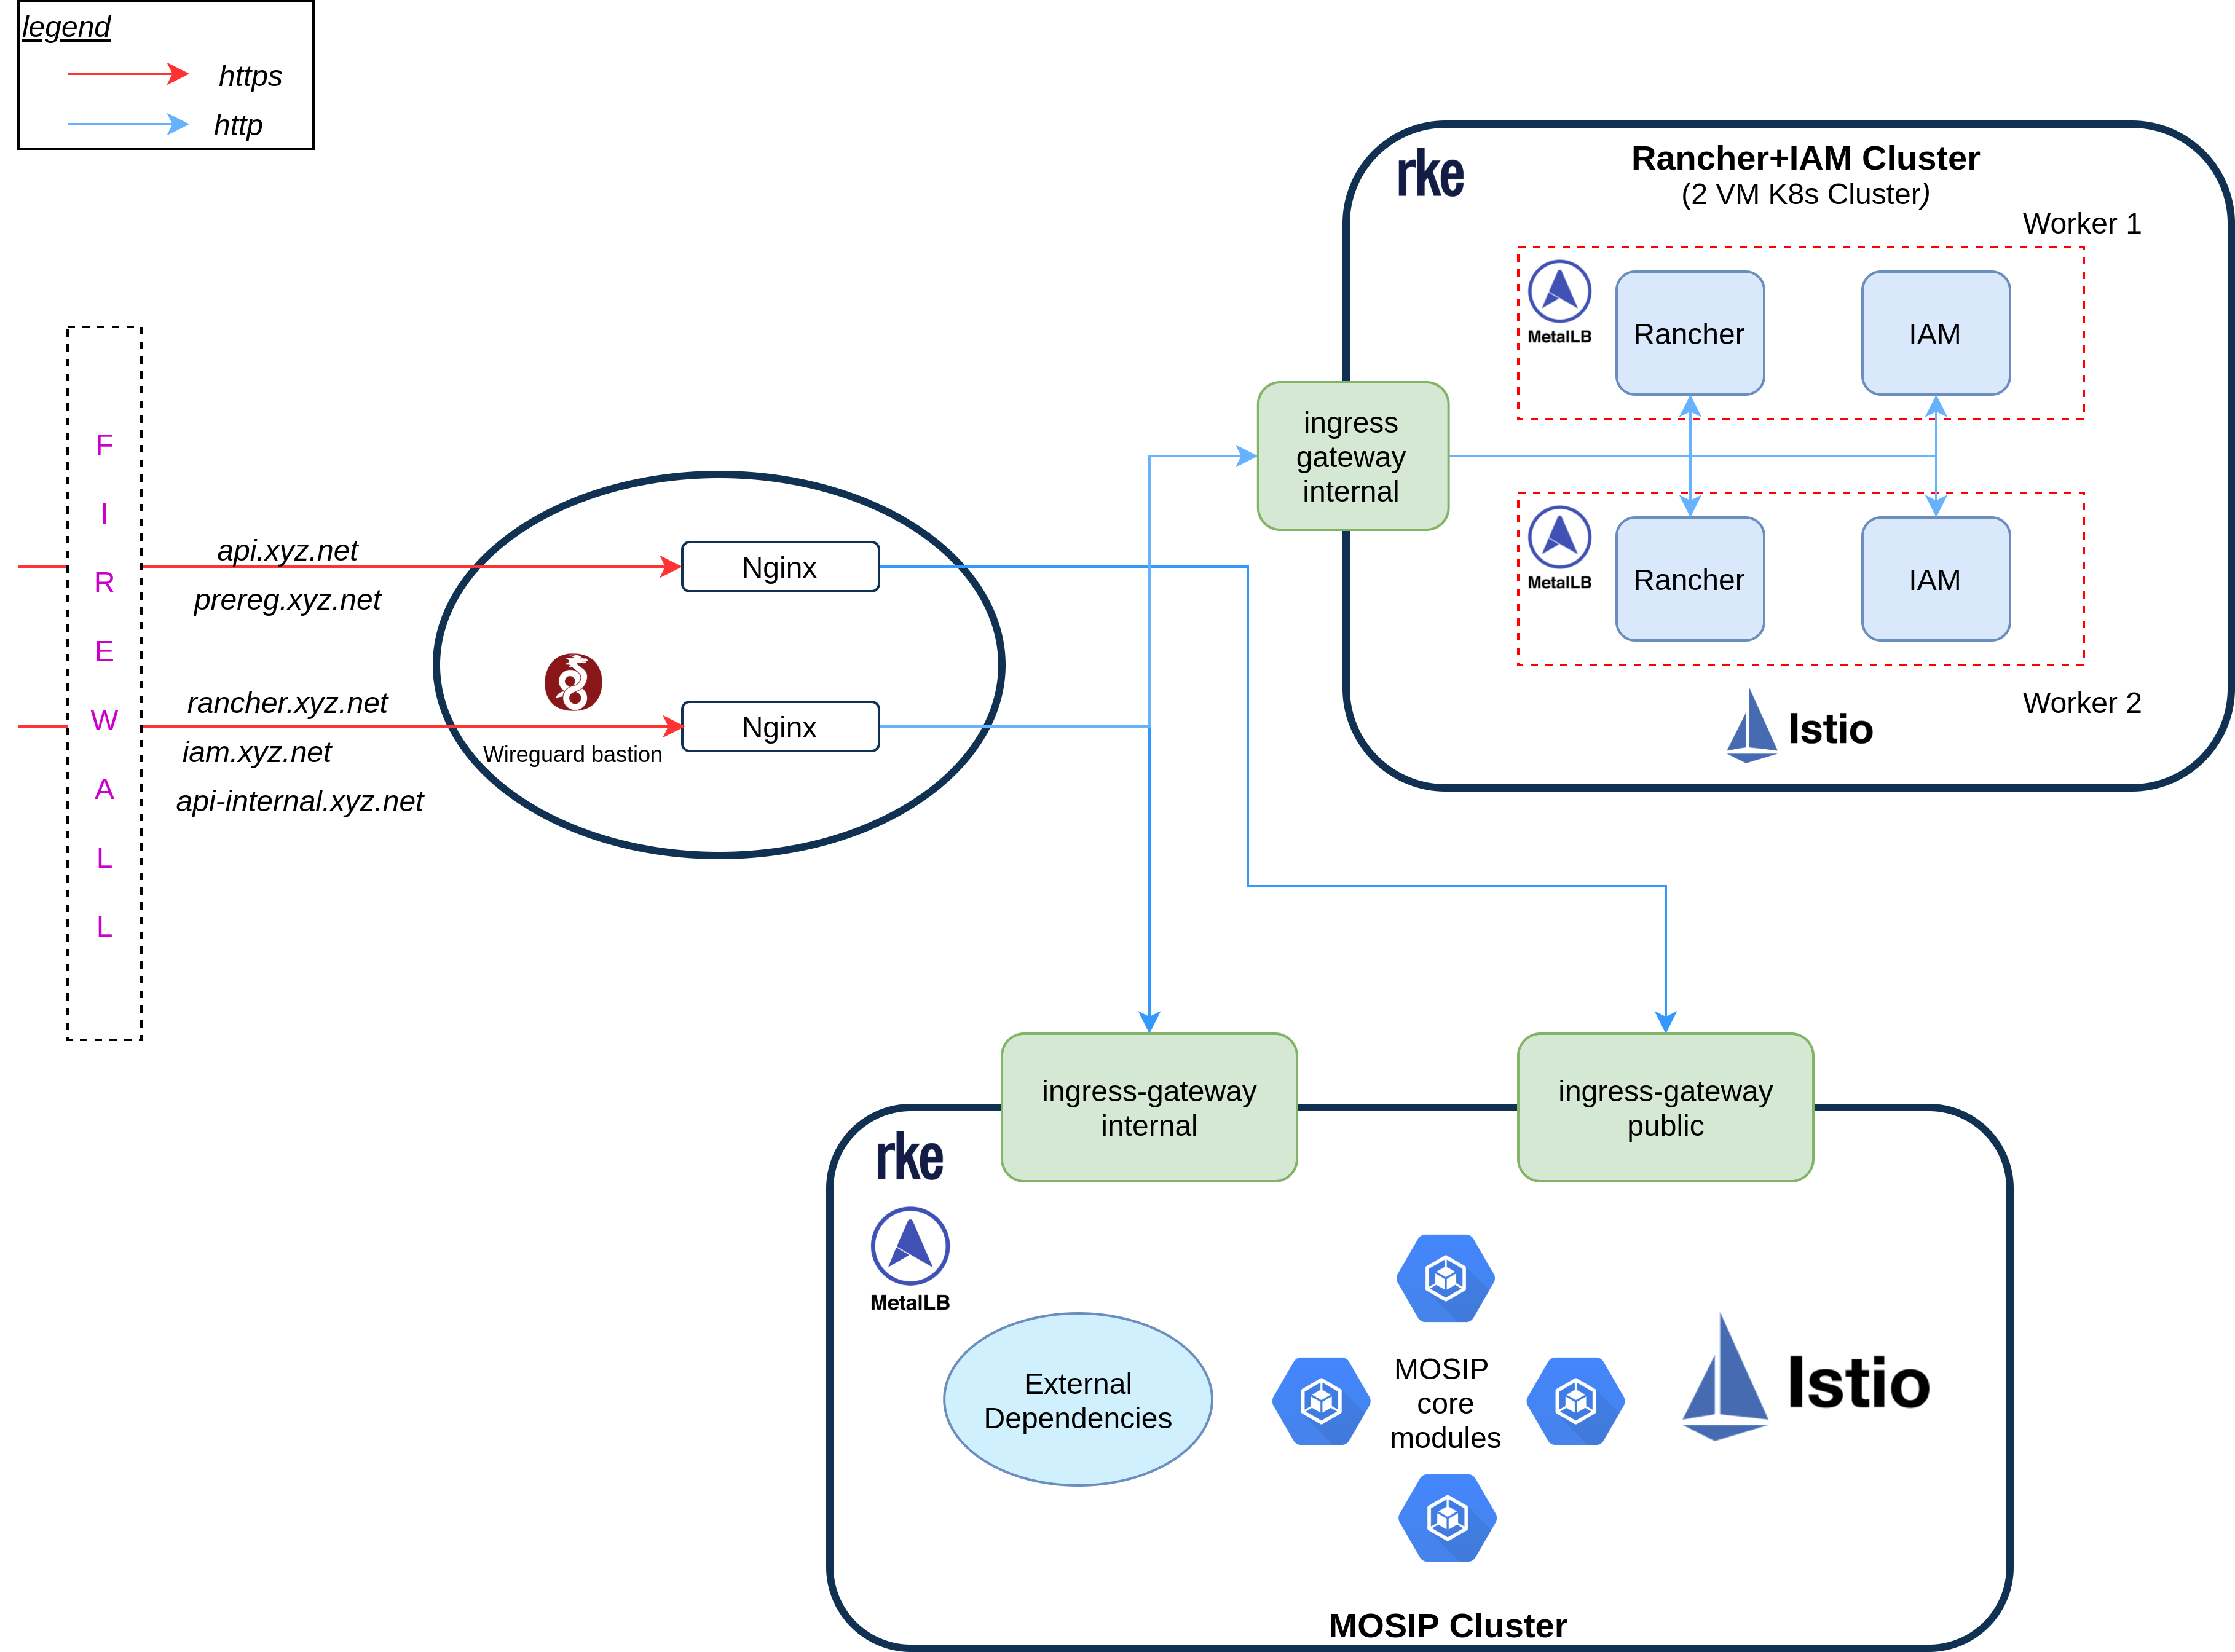 legend
https
http
F
I
R
E
W
A
L
L
api.xyz.net
prereg.xyz.net
rancher.xyz.net
iam.xyz.net
api-internal.xyz.net
Nginx
Nginx
Wireguard bastion
rke
Rancher+IAM Cluster
(2 VM K8s Cluster)
Worker 1
MetalLB
Rancher
IAM
ingress
gateway
internal
MetalLB
Rancher
IAM
Worker 2
Istio
ingress-gateway
internal
ingress-gateway
public
rke
MetalLB
External
Dependencies
MOSIP
core
modules
Istio
MOSIP Cluster